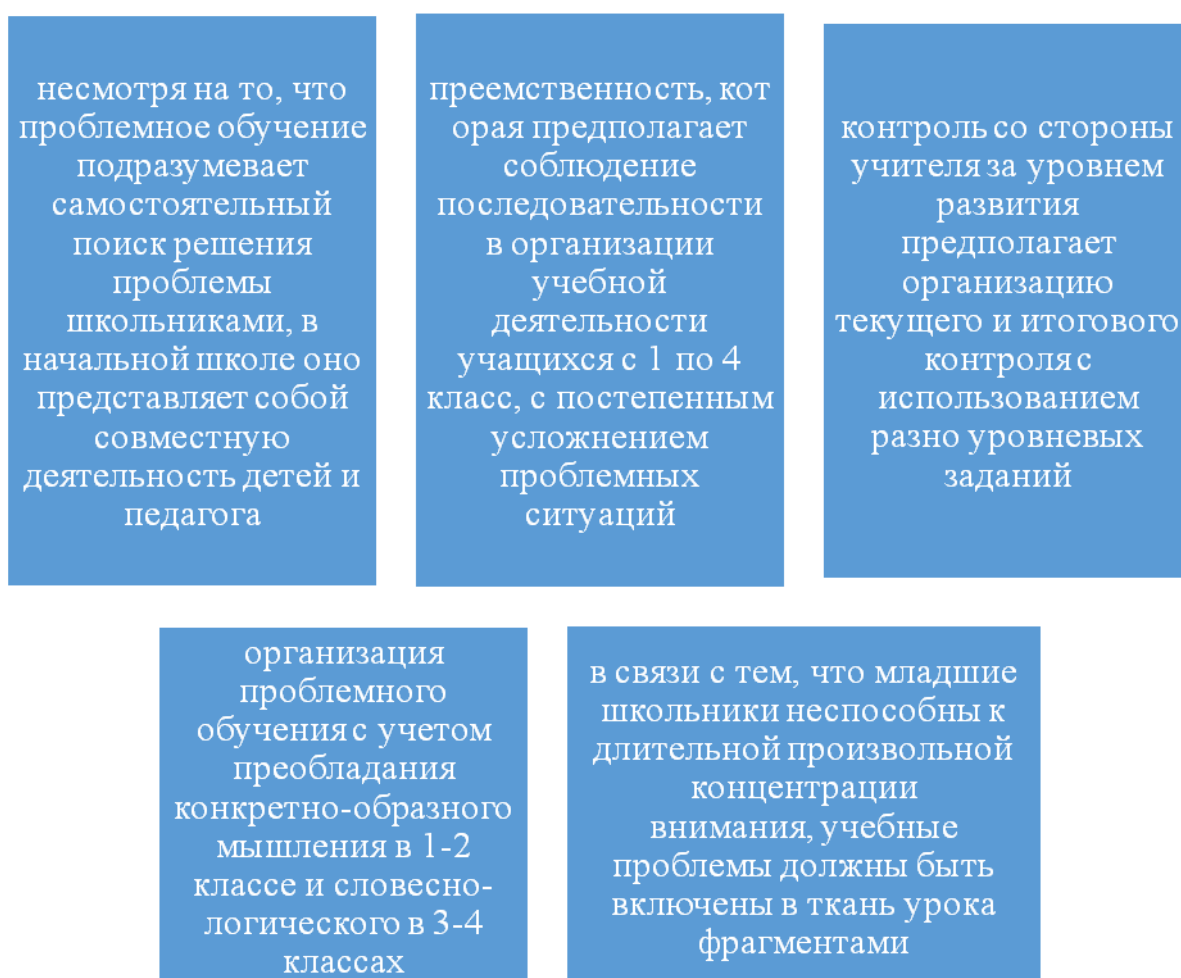 несмотря на то, что
проблемное обучение
подразумевает
самостоятельный
поиск решения
проблемы
школьниками, в
начальной школе оно
представляет собой
совместную
деятельность детей и
педагога
преемственность, кот
орая предполагает
соблюдение
последовательности
в организации
учебной
деятельности
учащихся с 1 по 4
класс, с постепенным
усложнением
проблемных
ситуаций
контроль со стороны
учителя за уровнем
развития
предполагает
организацию
текущего и итогового
контроля с
использованием
разно уровневых
заданий
организация
проблемного
обучения с учетом
преобладания
конкретно-образного
мышления в 1-2
классе и словесно-
логического в 3-4
классах
в связи с тем, что младшие
школьники неспособны к
длительной произвольной
концентрации
внимания, учебные
проблемы должны быть
включены в ткань урока
фрагментами